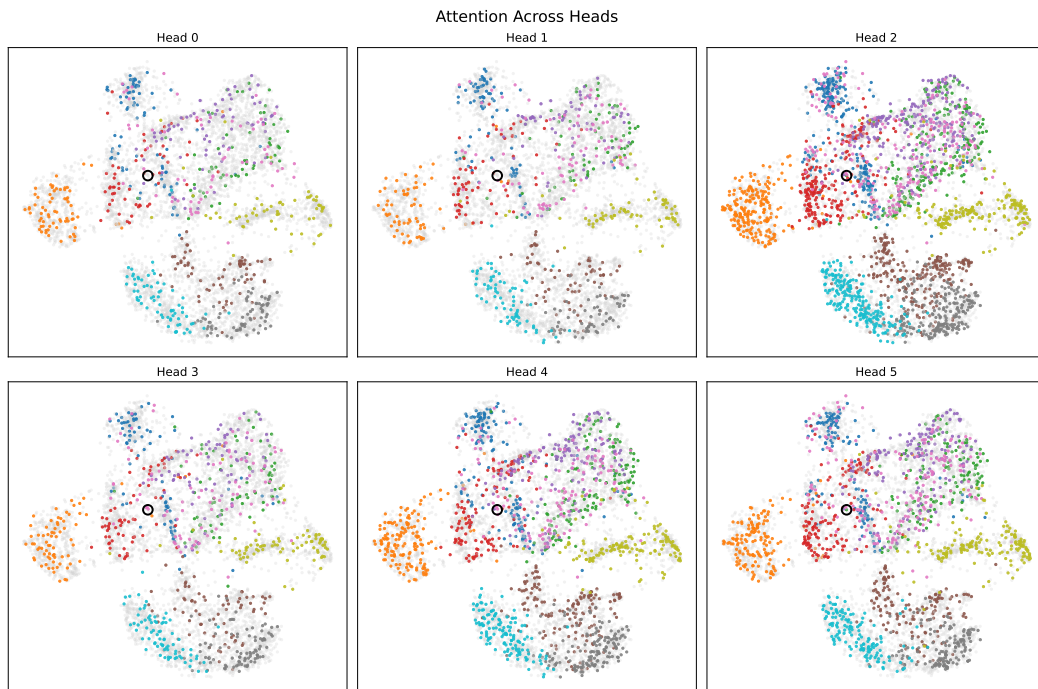 Attention Across Heads
Head 0
Head 1
Head 2
Head 3
Head 4
Head 5